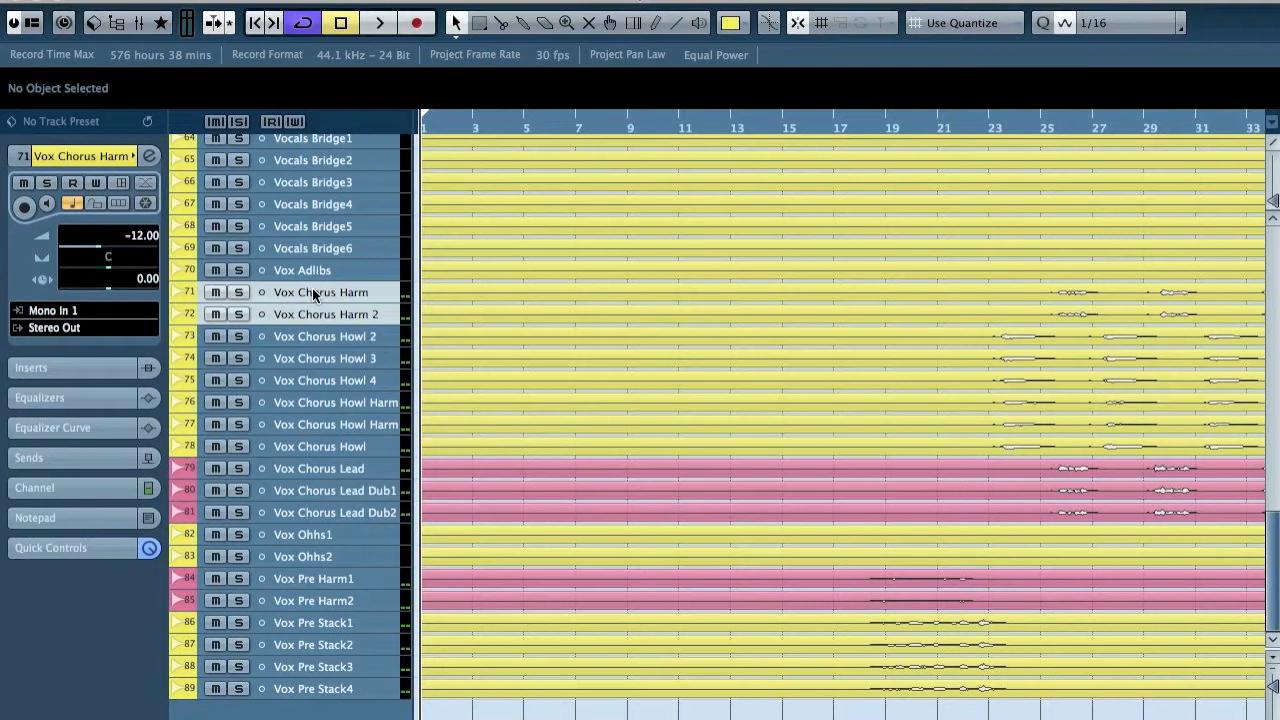 Use Quantize
Q
1/16
Record Time Max 576 hours 38 mins Record Format 44.1 kHz - 24 Bit Project Frame Rate 30 fps Project Pan Law Equal Power
No Object Selected
No Track Preset
M S R W
1 3 5 7 9 11 13 15 17 19 21 23 25 27 29 31 33
71 Vox Chorus Harm
M S R W
-12.00
C
0.00
Mono In 1
Stereo Out
Inserts
Equalizers
Equalizer Curve
Sends
Channel
Notepad
Quick Controls
64 m S Vocals Bridge1
65 m S Vocals Bridge2
66 m S Vocals Bridge3
67 m S Vocals Bridge4
68 m S Vocals Bridge5
69 m S Vocals Bridge6
70 m S Vox Adlibs
71 m S Vox Chorus Harm
72 m S Vox Chorus Harm 2
73 m S Vox Chorus Howl 2
74 m S Vox Chorus Howl 3
75 m S Vox Chorus Howl 4
76 m S Vox Chorus Howl Harm
77 m S Vox Chorus Howl Harm
78 m S Vox Chorus Howl
79 m S Vox Chorus Lead
80 m S Vox Chorus Lead Dub1
81 m S Vox Chorus Lead Dub2
82 m S Vox Ohhs1
83 m S Vox Ohhs2
84 m S Vox Pre Harm1
85 m S Vox Pre Harm2
86 m S Vox Pre Stack1
87 m S Vox Pre Stack2
88 m S Vox Pre Stack3
89 m S Vox Pre Stack4